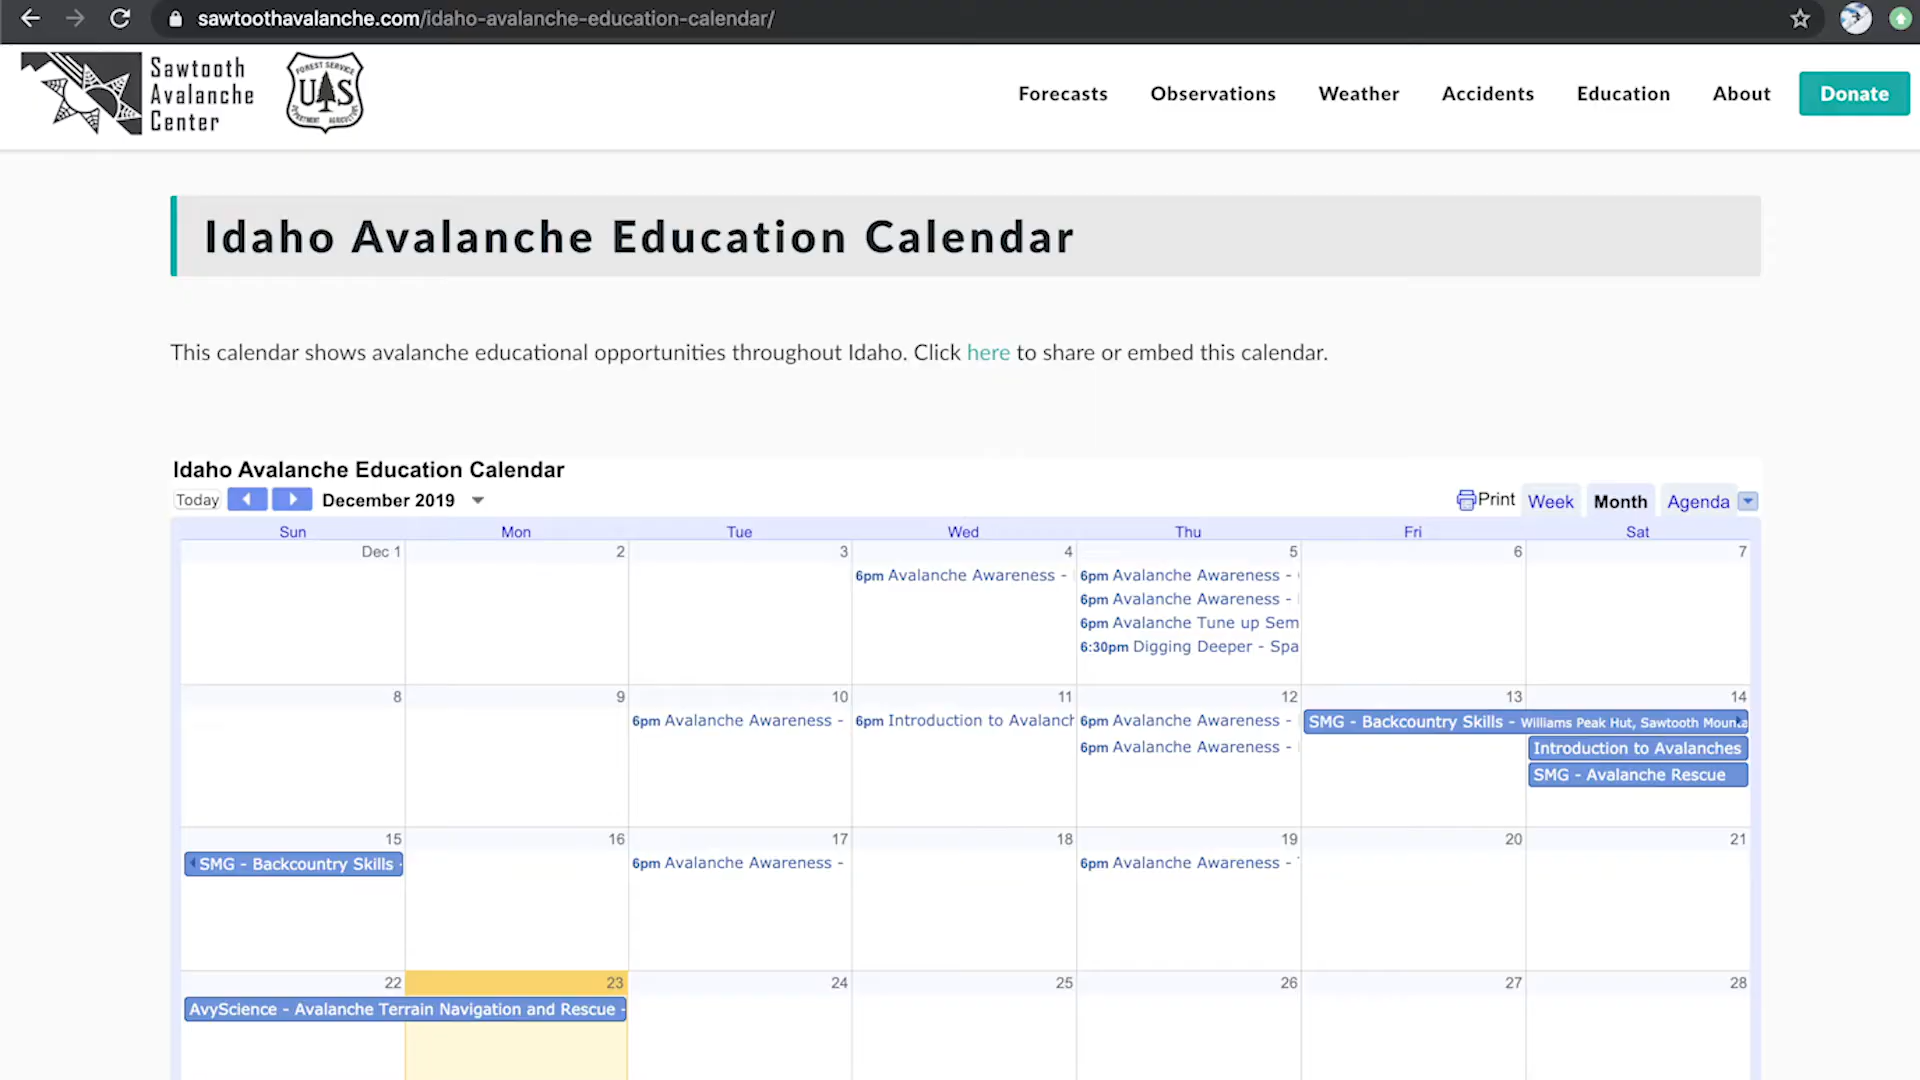 sawtoothavalanche.com/idaho-avalanche-education-calendar/
Sawtooth
Avalanche
Center
FOREST SERVICE
UAS
DEPARTMENT OF AGRICULTURE
Forecasts
Observations
Weather
Accidents
Education
About
Donate
Idaho Avalanche Education Calendar
This calendar shows avalanche educational opportunities throughout Idaho. Click here to share or embed this calendar.
Idaho Avalanche Education Calendar
Today
December 2019
Print
Week
Month
Agenda
Sun Mon Tue Wed Thu Fri Sat
Dec 1 2 3 4 5 6 7
6pm Avalanche Awareness -
6pm Avalanche Awareness -
6pm Avalanche Awareness -
6pm Avalanche Tune up Sem
6:30pm Digging Deeper - Spa
8 9 10 11 12 13 14
6pm Avalanche Awareness -
6pm Introduction to Avalanch
6pm Avalanche Awareness -
6pm Avalanche Awareness -
SMG - Backcountry Skills - Williams Peak Hut, Sawtooth Mounta
Introduction to Avalanches
SMG - Avalanche Rescue
15 16 17 18 19 20 21
SMG - Backcountry Skills -
6pm Avalanche Awareness -
6pm Avalanche Awareness -
22 23 24 25 26 27 28
AvyScience - Avalanche Terrain Navigation and Rescue -